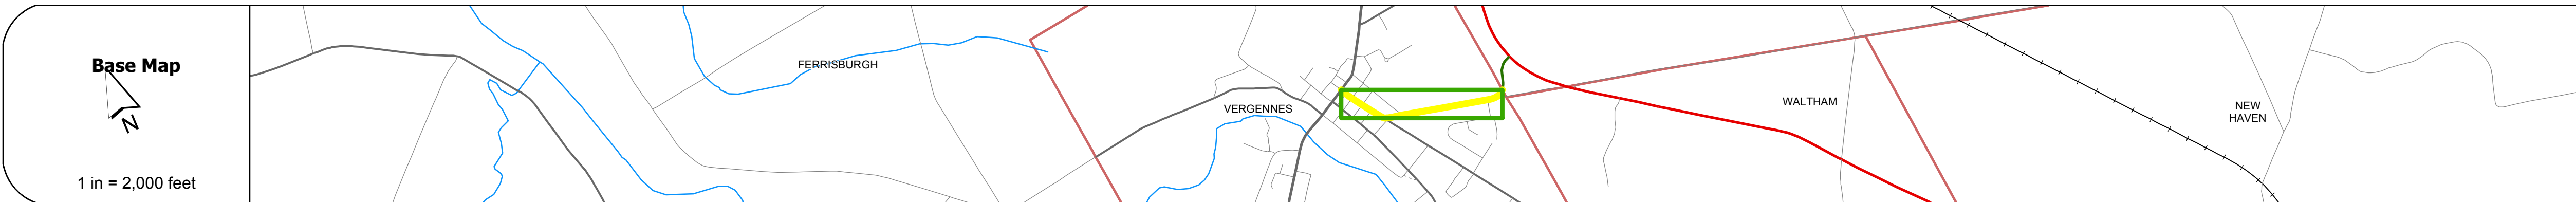 Base Map
N
1 in = 2,000 feet
FERRISBURGH
VERGENNES
WALTHAM
NEW
HAVEN